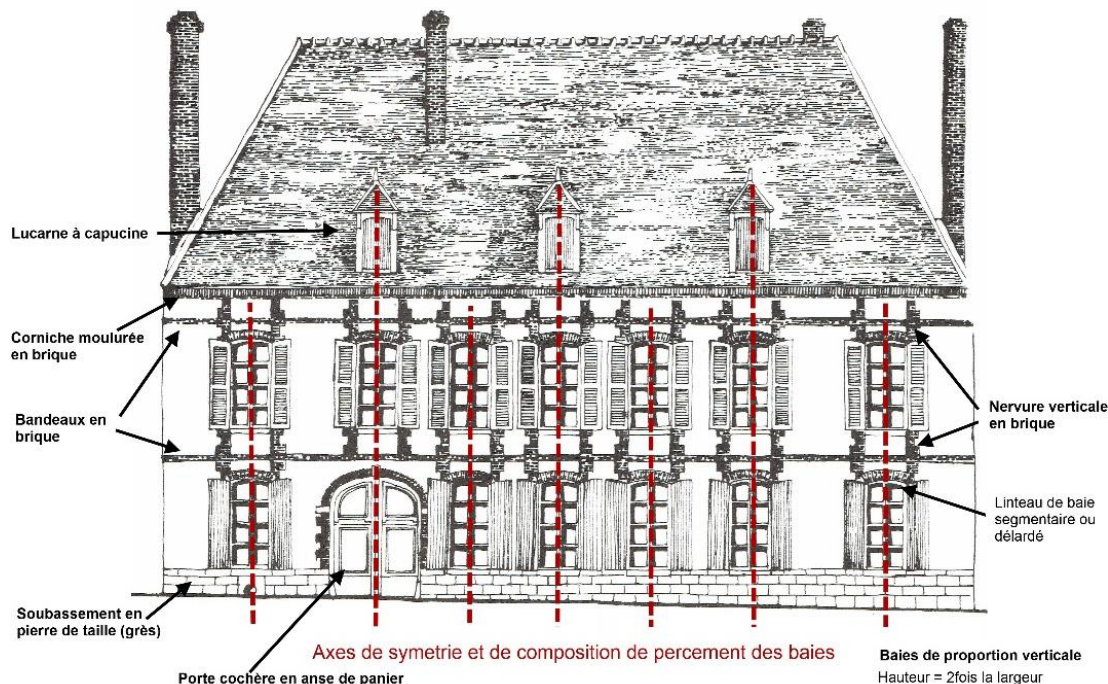 Lucarne à capucine
Corniche moulurée
en brique
Bandeaux en
brique
Soubassement en
pierre de taille (grès)
Porte cochère en anse de panier
Axes de symetrie et de composition de percement des baies
Nervure verticale
en brique
Linteau de baie
segmentaire ou
délardé
Baies de proportion verticale
Hauteur = 2fois la largeur